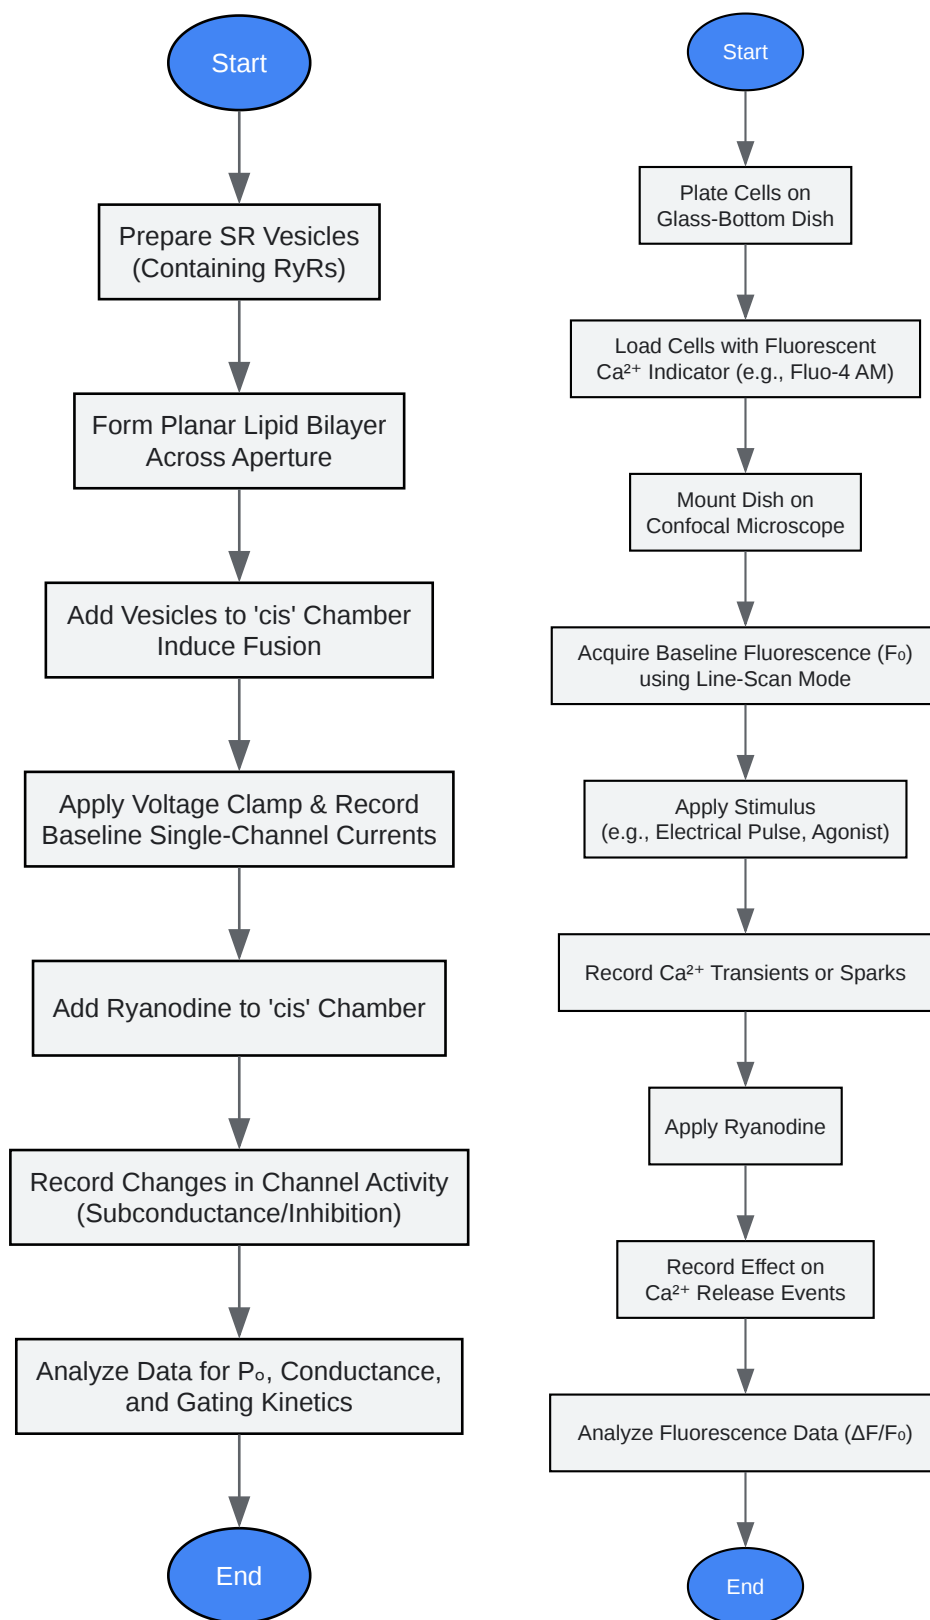 Start
Prepare SR Vesicles
(Containing RyRs)
Form Planar Lipid Bilayer
Across Aperture
Add Vesicles to 'cis' Chamber
Induce Fusion
Apply Voltage Clamp & Record
Baseline Single-Channel Currents
Add Ryanodine to 'cis' Chamber
Record Changes in Channel Activity
(Subconductance/Inhibition)
Analyze Data for Pₒ, Conductance,
and Gating Kinetics
End
Start
Plate Cells on
Glass-Bottom Dish
Load Cells with Fluorescent
Ca²⁺ Indicator (e.g., Fluo-4 AM)
Mount Dish on
Confocal Microscope
Acquire Baseline Fluorescence (F₀)
using Line-Scan Mode
Apply Stimulus
(e.g., Electrical Pulse, Agonist)
Record Ca²⁺ Transients or Sparks
Apply Ryanodine
Record Effect on
Ca²⁺ Release Events
Analyze Fluorescence Data (ΔF/F₀)
End